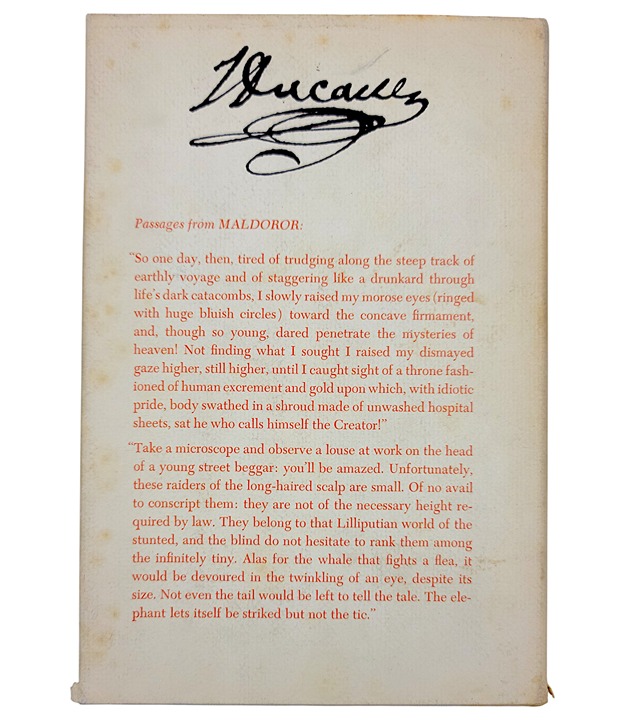 IDucasse
Passages from MALDOROR:
"So one day, then, tired of trudging along the steep track of
earthly voyage and of staggering like a drunkard through
life's dark catacombs, I slowly raised my morose eyes (ringed
with huge bluish circles) toward the concave firmament,
and, though so young, dared penetrate the mysteries of
heaven! Not finding what I sought I raised my dismayed
gaze higher, still higher, until I caught sight of a throne fash-
ioned of human excrement and gold upon which, with idiotic
pride, body swathed in a shroud made of unwashed hospital
sheets, sat he who calls himself the Creator!"
"Take a microscope and observe a louse at work on the head
of a young street beggar: you'll be amazed. Unfortunately,
these raiders of the long-haired scalp are small. Of no avail
to conscript them: they are not of the necessary height re-
quired by law. They belong to that Lilliputian world of the
stunted, and the blind do not hesitate to rank them among
the infinitely tiny. Alas for the whale that fights a flea, it
would be devoured in the twinkling of an eye, despite its
size. Not even the tail would be left to tell the tale. The ele-
phant lets itself be striked but not the tic."